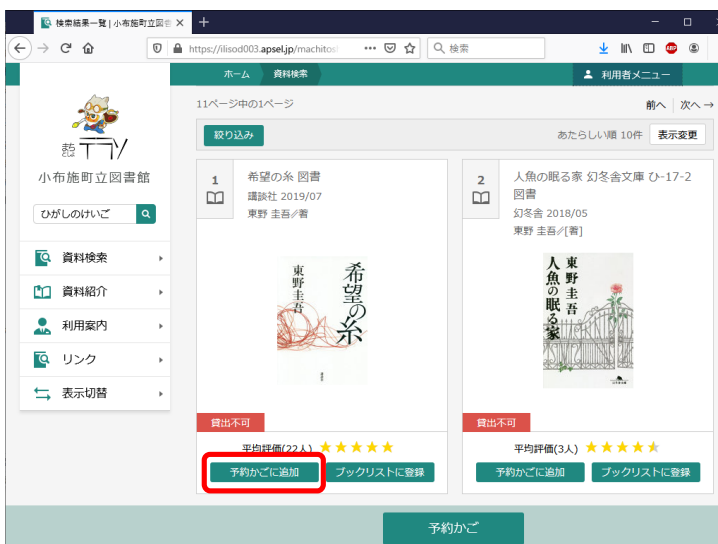 検索結果一覧 | 小布施町立図書
https://ilisod003.apsel.jp/machitos
検索
ホーム
資料検索
利用者メニュー
小布施町立図書館
ひがしのけいご
資料検索
資料紹介
利用案内
リンク
表示切替
11ページ中の1ページ
前へ
次へ→
絞り込み
あたらしい順 10件
表示変更
1
希望の糸 図書
講談社 2019/07
東野 圭吾／著
希望の糸
東野圭吾
貸出不可
平均評価(22人) ★★★★★
予約かごに追加
ブックリストに登録
2
人魚の眠る家 幻冬舎文庫 ひ-17-2
図書
幻冬舎 2018/05
東野 圭吾／[著]
東野圭吾
人魚の眠る家
貸出不可
平均評価(3人)
予約かごに追加
ブックリストに登録
予約かご